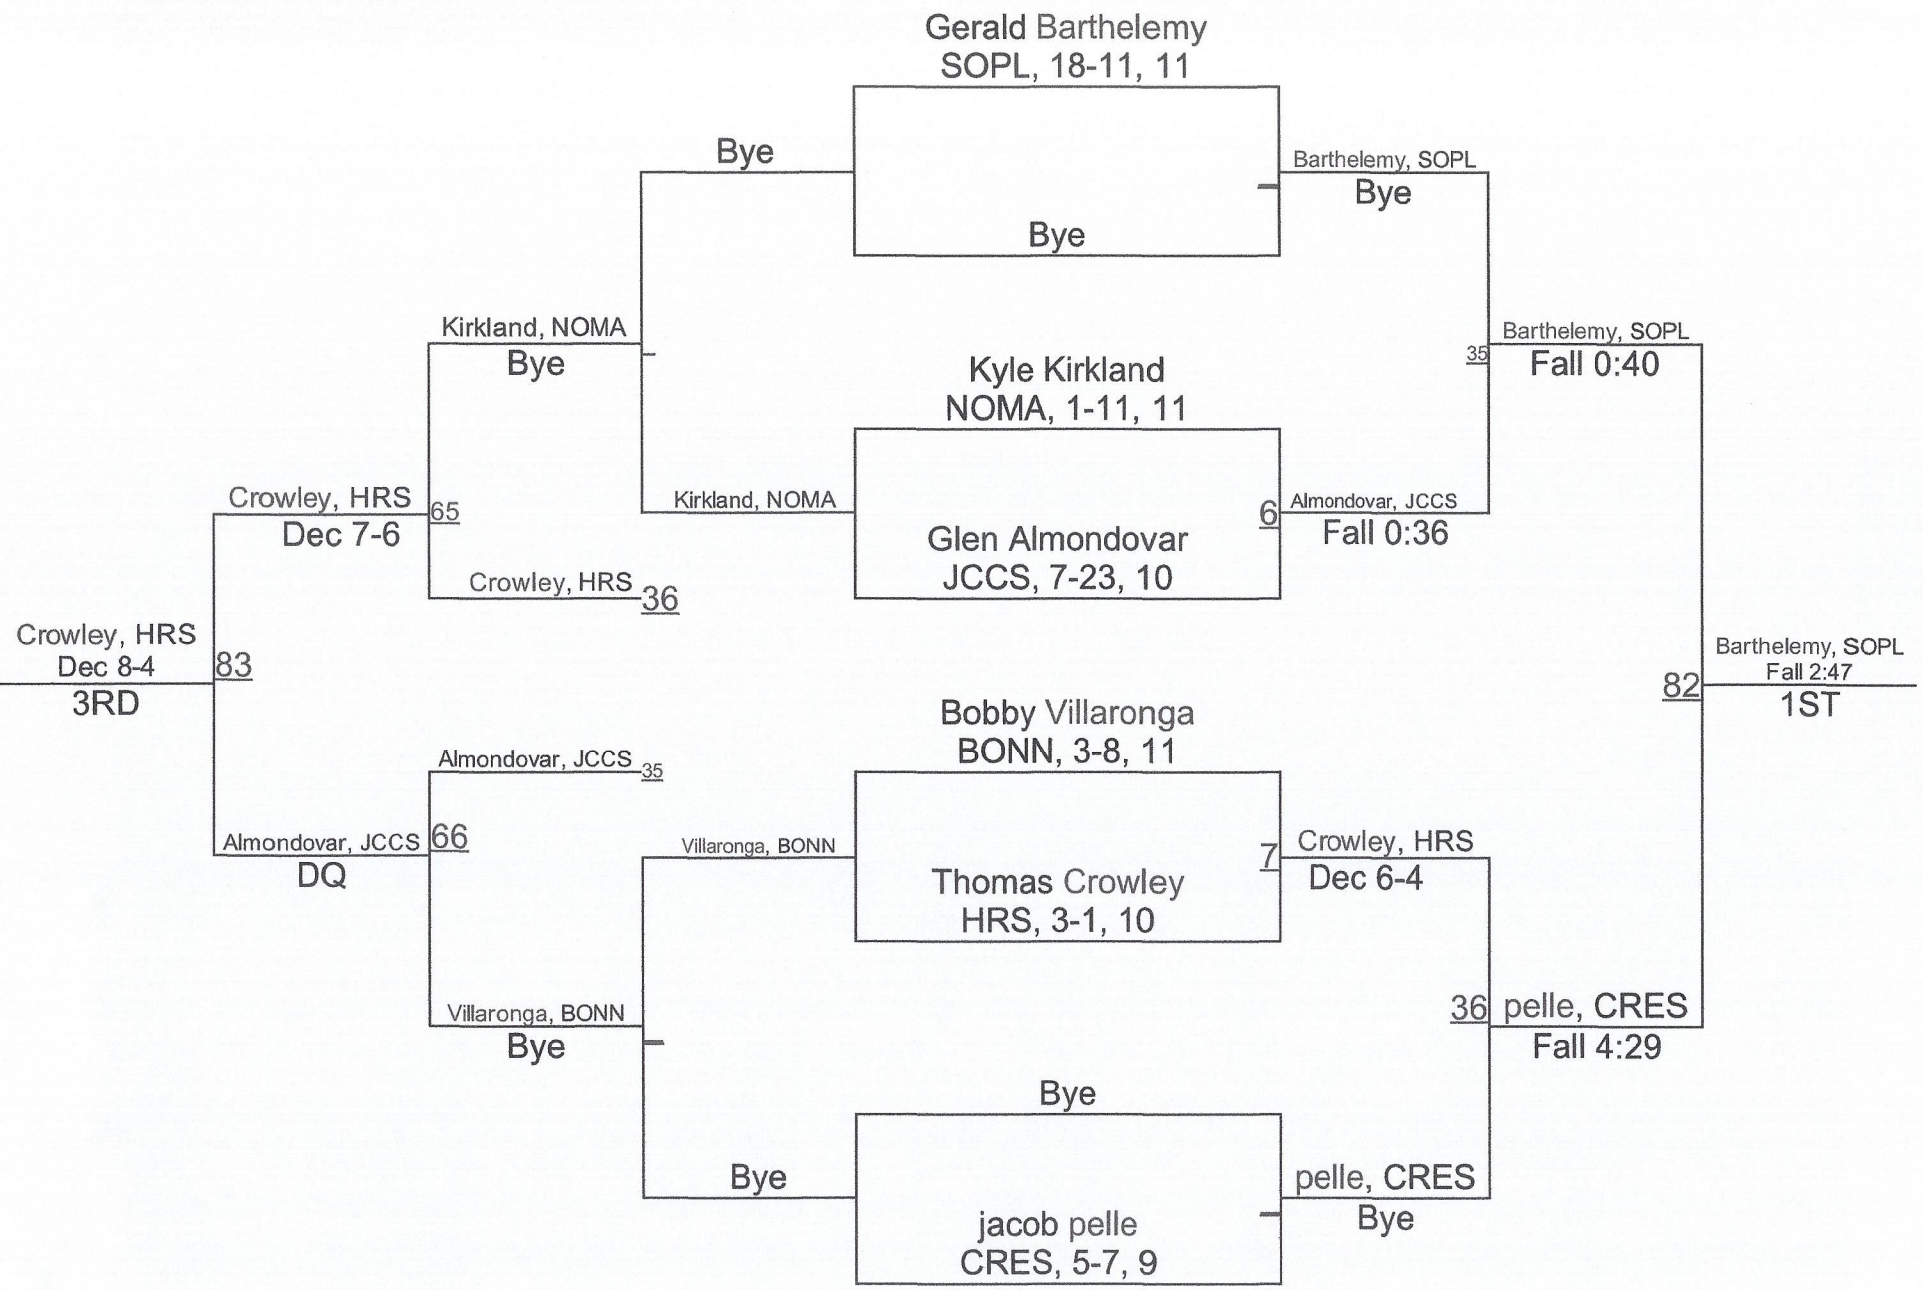 Gerald Barthelemy
SOPL, 18-11, 11
Bye
Barthelemy, SOPL
Bye
Bye
Kirkland, NOMA
Bye
Barthelemy, SOPL
35
Fall 0:40
Kyle Kirkland
NOMA, 1-11, 11
Crowley, HRS
65
Dec 7-6
Kirkland, NOMA
6
Almondovar, JCCS
Fall 0:36
Glen Almondovar
JCCS, 7-23, 10
Crowley, HRS
36
Crowley, HRS
Dec 8-4
83
3RD
Barthelemy, SOPL
Fall 2:47
82
1ST
Bobby Villaronga
BONN, 3-8, 11
Almondovar, JCCS
35
Almondovar, JCCS
66
DQ
Villaronga, BONN
7
Crowley, HRS
Dec 6-4
Thomas Crowley
HRS, 3-1, 10
Villaronga, BONN
Bye
36
pelle, CRES
Fall 4:29
Bye
Bye
pelle, CRES
Bye
jacob pelle
CRES, 5-7, 9